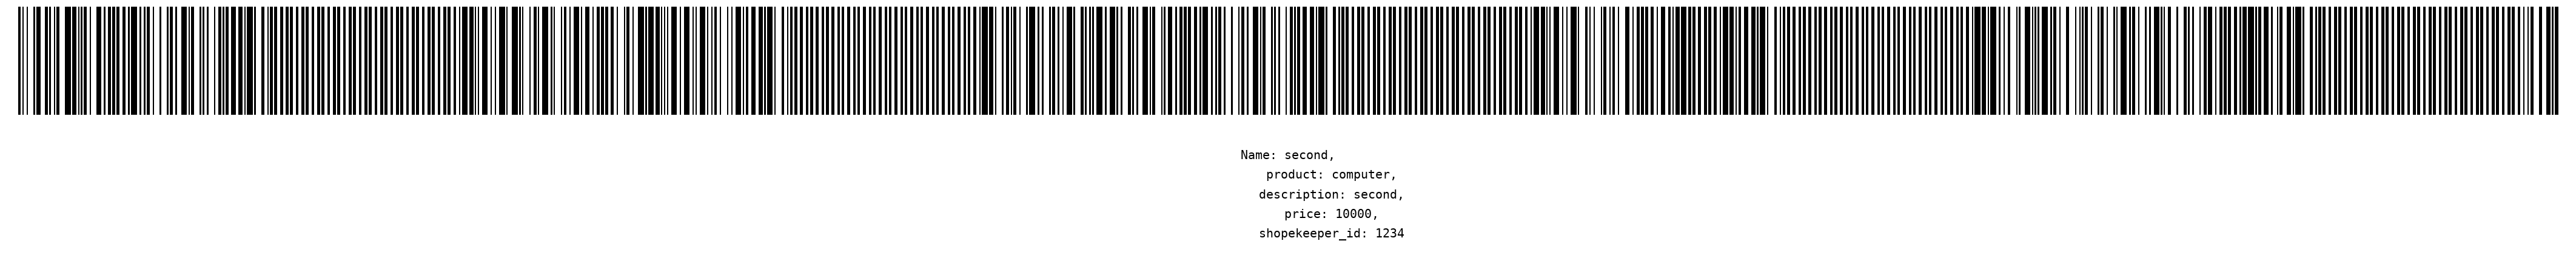 Name: second,
product: computer,
description: second,
price: 10000,
shopekeeper_id: 1234